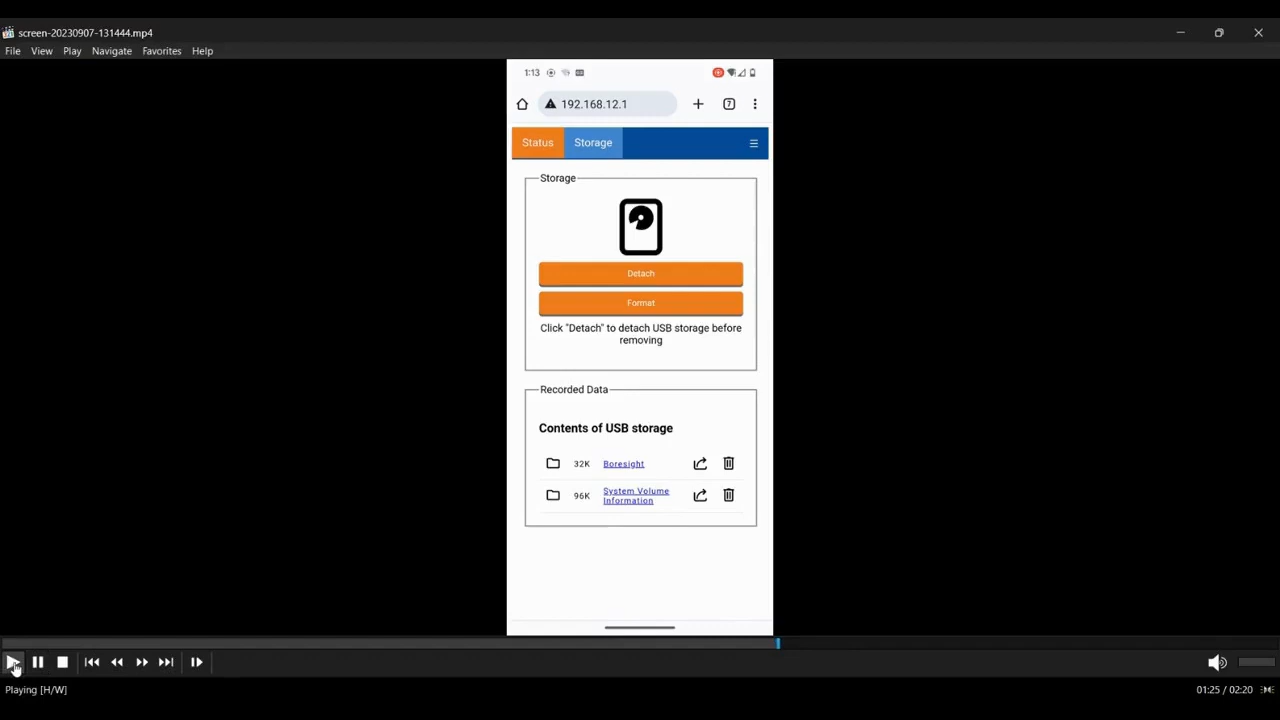 screen-20230907-131444.mp4
File View Play Navigate Favorites Help
1:13
192.168.12.1 7
Status Storage
Storage
Detach
Format
Click "Detach" to detach USB storage before
removing
Recorded Data
Contents of USB storage
32K Boresight
96K System Volume
Information
Playing [H/W] 01:25 / 02:20